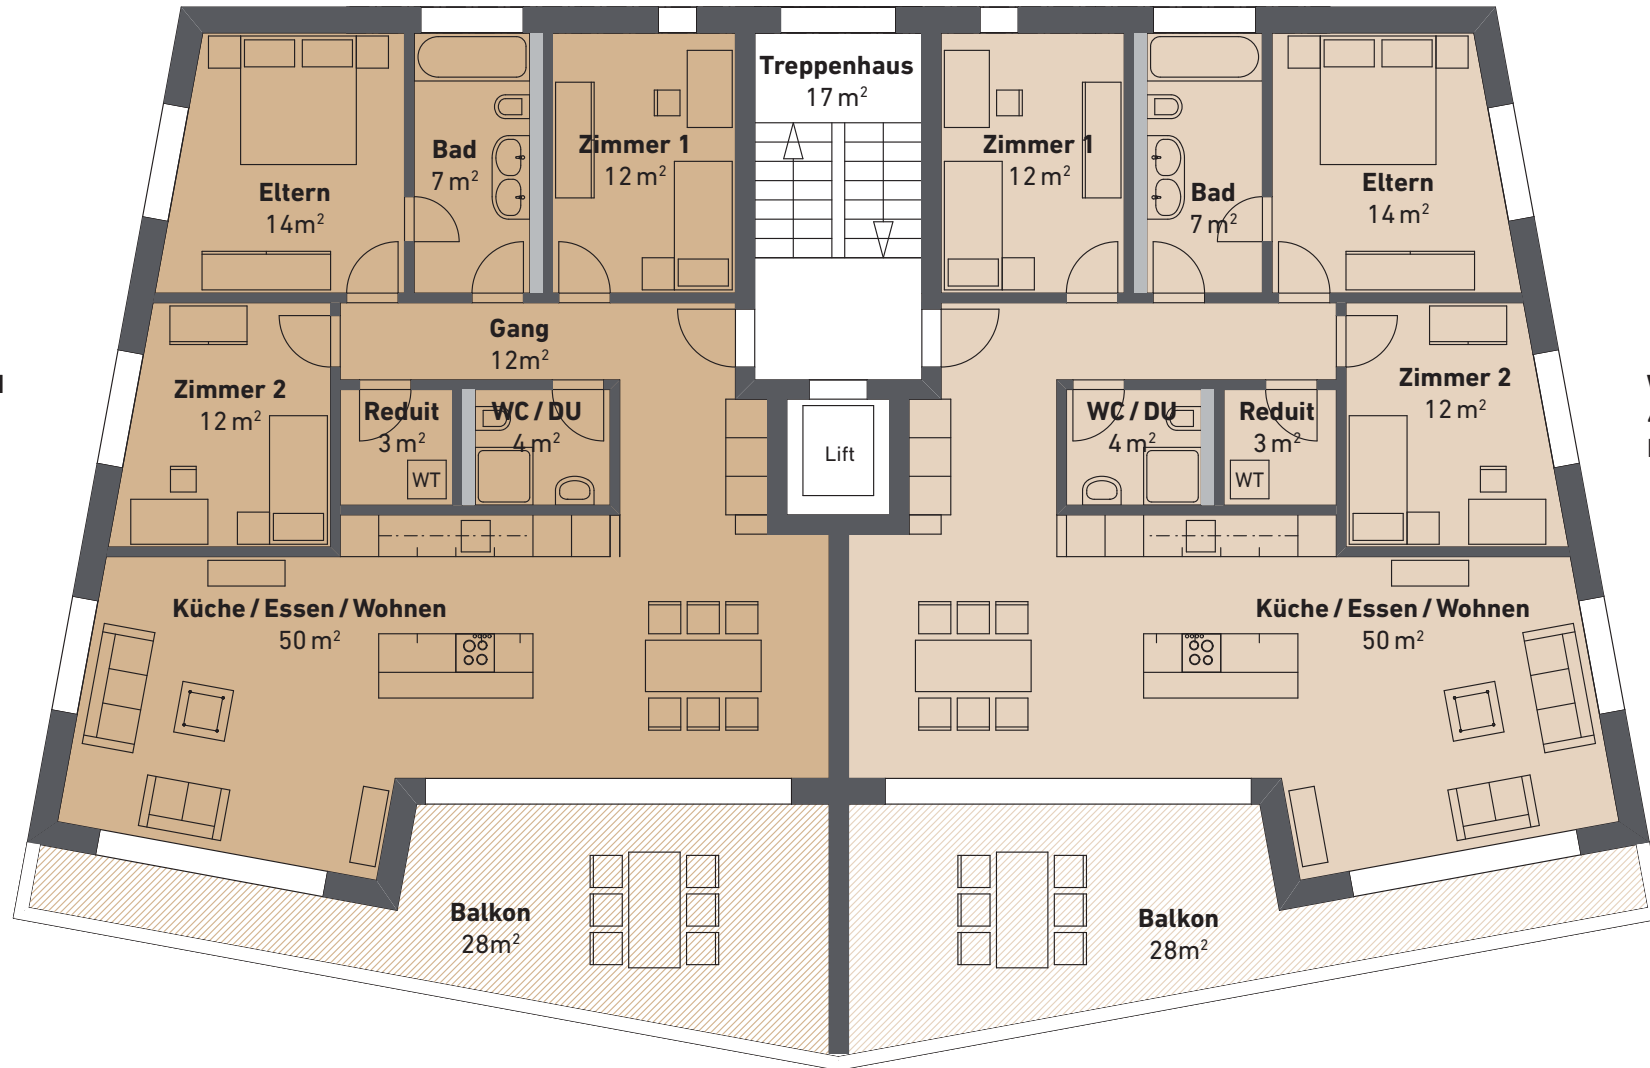 Treppenhaus
17 m²
Zimmer 1
12 m²
Zimmer 1
12 m²
Bad
7 m²
Bad
7 m²
Eltern
14m²
Eltern
14 m²
Gang
12m²
Zimmer 2
12 m²
Zimmer 2
12 m²
Reduit
3 m²
WT
WC / DU
4 m²
Lift
WC / DU
4 m²
Reduit
3 m²
WT
Küche / Essen / Wohnen
50 m²
Küche / Essen / Wohnen
50 m²
Balkon
28m²
Balkon
28m²